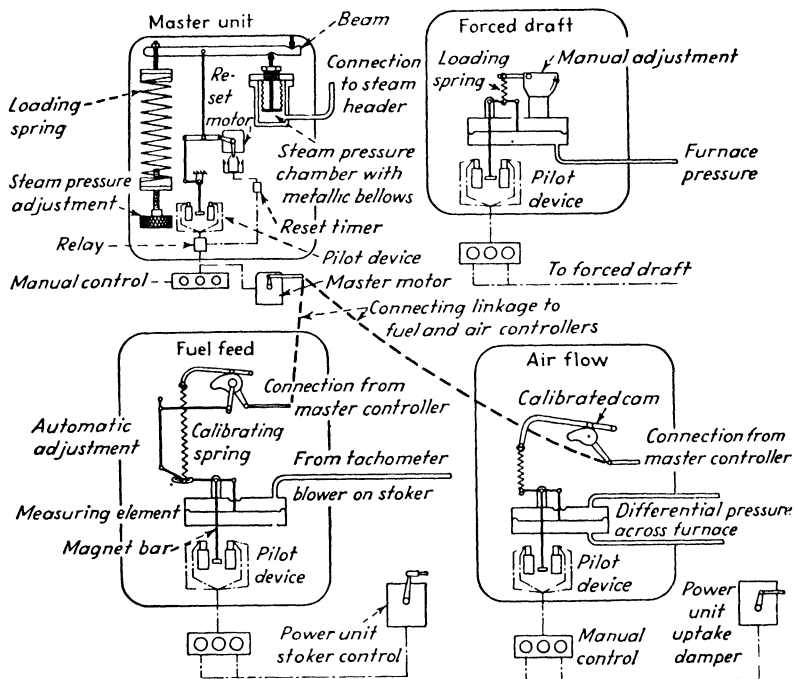 Master unit
Beam
Loading
spring
Re-
set
motor
Connection
to steam
header
Steam pressure
chamber with
metallic bellows
Steam pressure
adjustment
Reset timer
Relay
Pilot device
Manual control
Master motor
Connecting linkage to
fuel and air controllers
Forced draft
Loading
spring
Manual adjustment
Furnace
pressure
Pilot
device
To forced draft
Fuel feed
Connection from
master controller
Automatic
adjustment
Calibrating
spring
From tachometer
blower on stoker
Measuring element
Magnet bar
Pilot
device
Power unit
stoker control
Air flow
Calibrated cam
Connection from
master controller
Differential pressure
across furnace
Pilot
device
Manual
control
Power
unit
uptake
damper